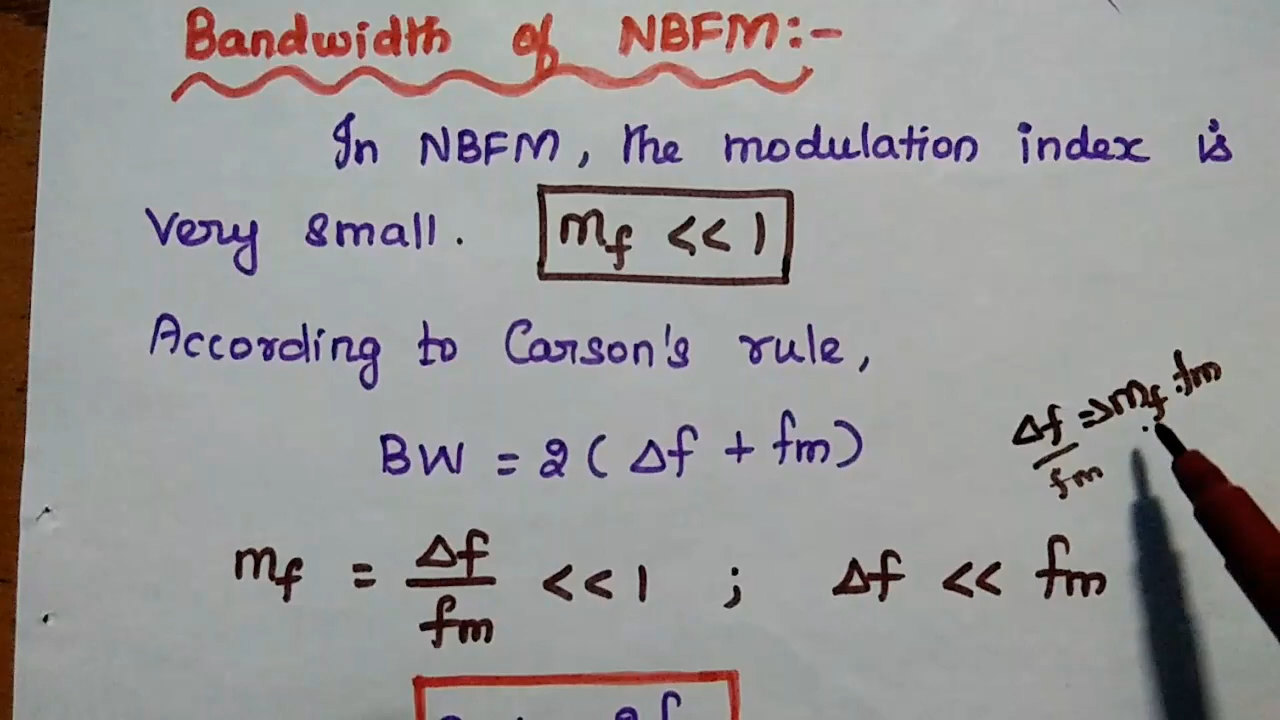 Bandwidth of NBFM:-
In NBFM, the modulation index is
very small. mf << 1
According to Carson's rule,
BW = 2 ( Δf + fm )
Δf/fm => mf . fm
mf = Δf/fm << 1 ; Δf << fm